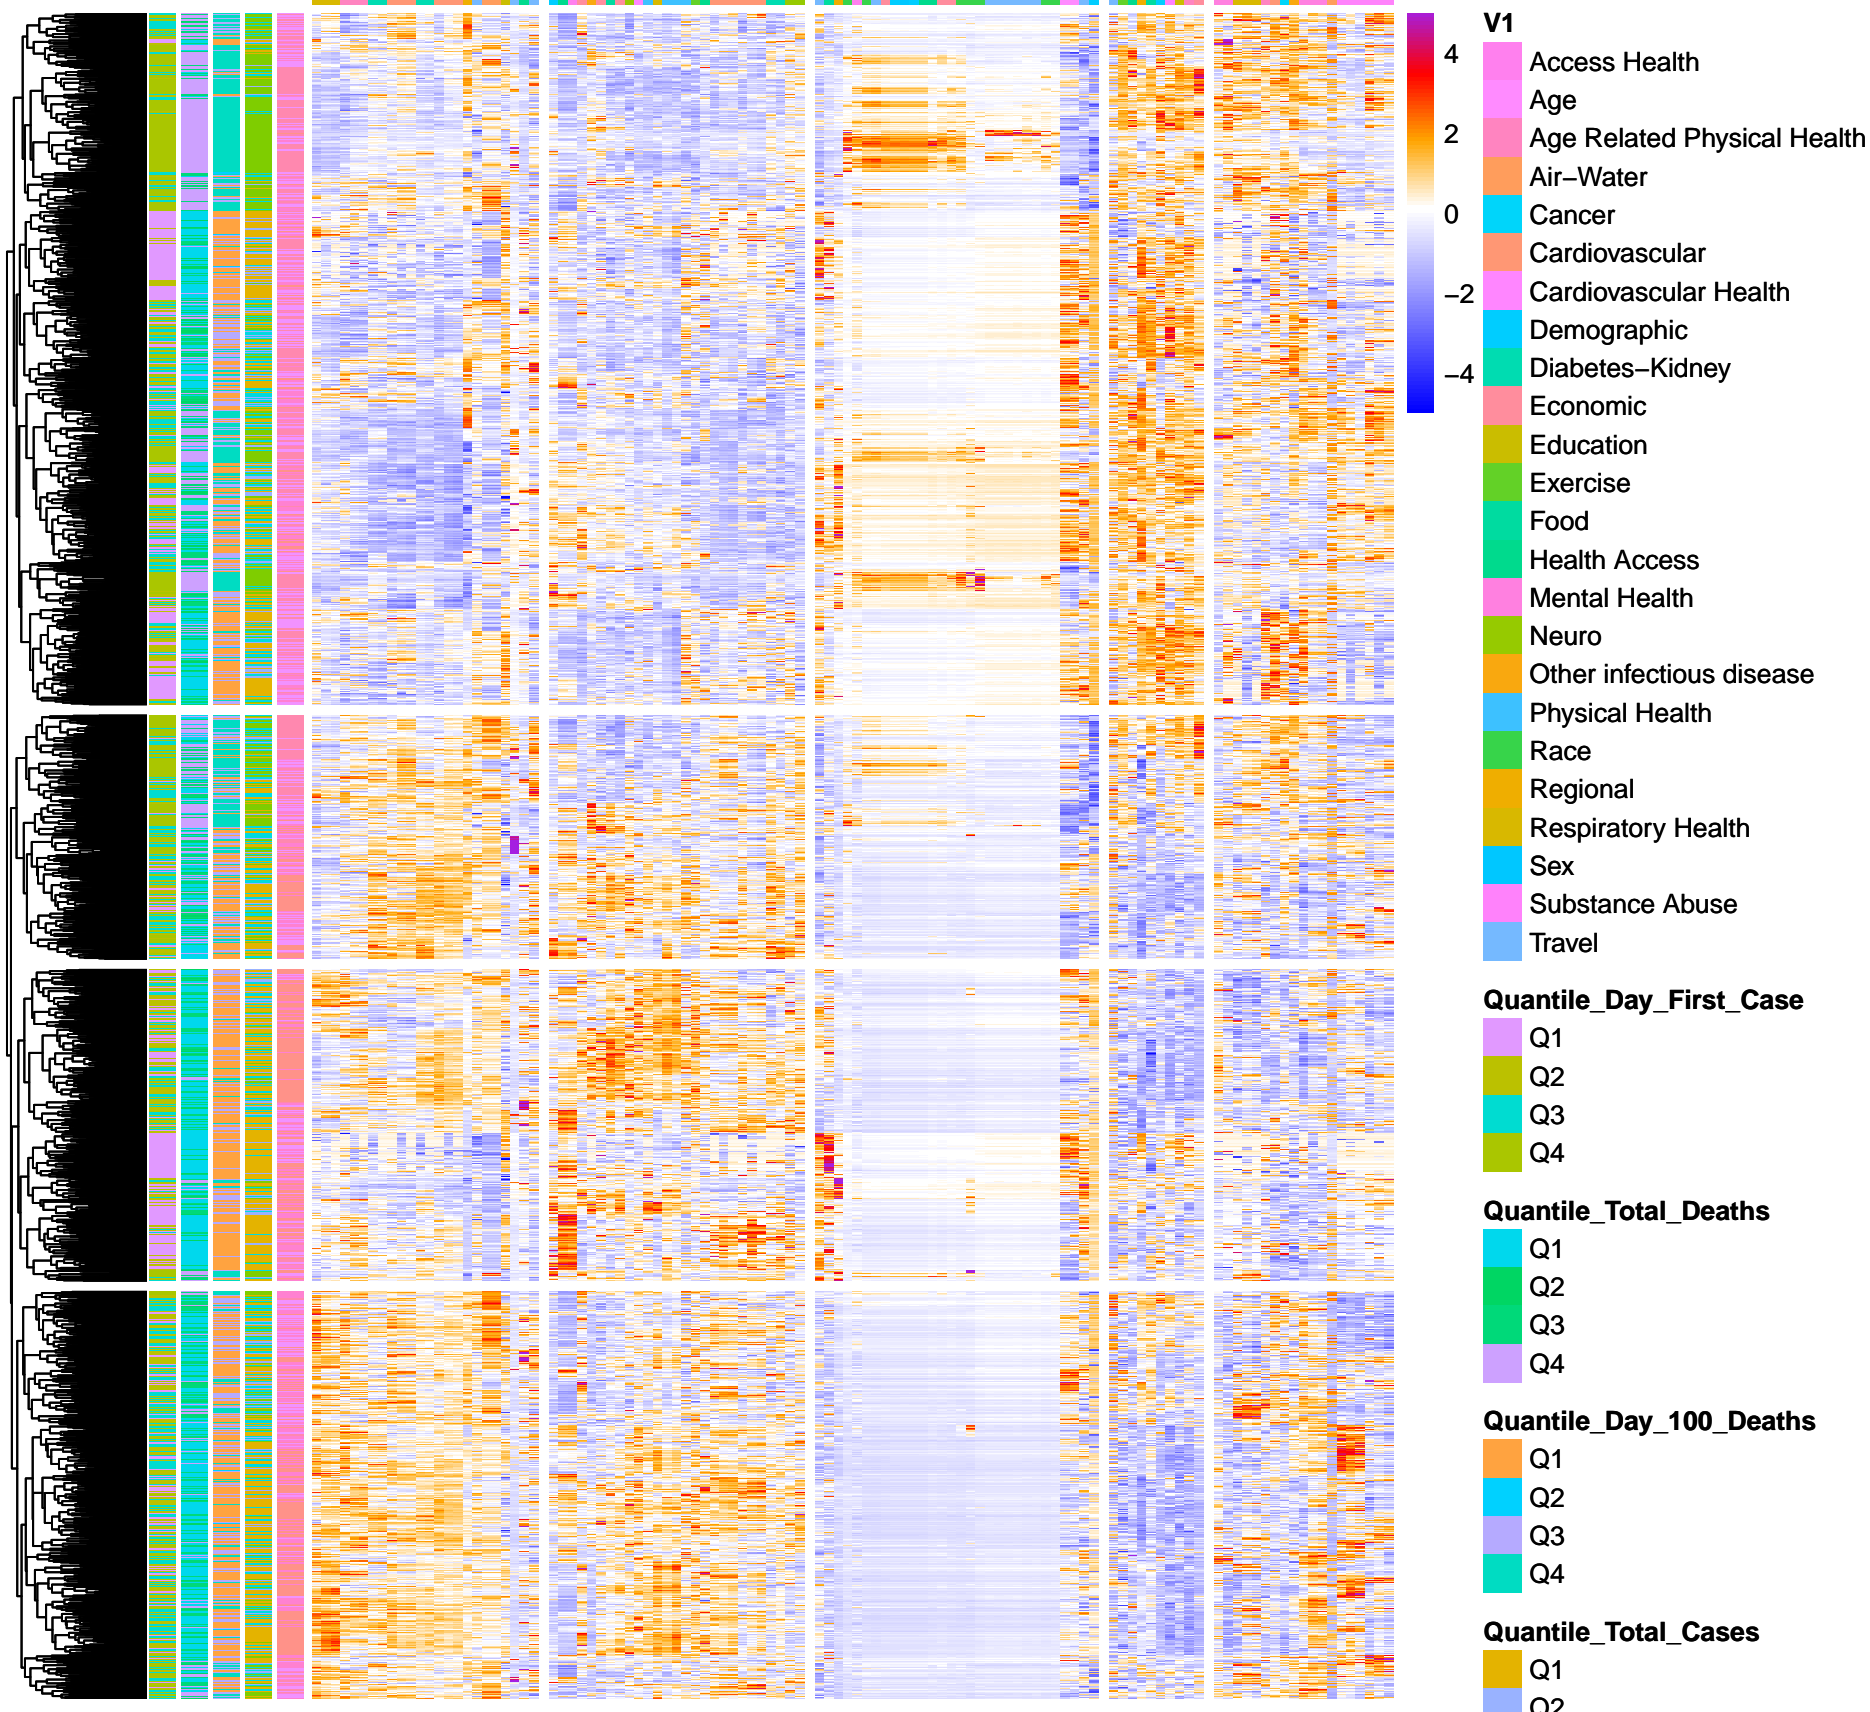 4
2
0
−2
−4
V1
Access Health
Age
Age Related Physical Health
Air−Water
Cancer
Cardiovascular
Cardiovascular Health
Demographic
Diabetes−Kidney
Economic
Education
Exercise
Food
Health Access
Mental Health
Neuro
Other infectious disease
Physical Health
Race
Regional
Respiratory Health
Sex
Substance Abuse
Travel
Quantile_Day_First_Case
Q1
Q2
Q3
Q4
Quantile_Total_Deaths
Q1
Q2
Q3
Q4
Quantile_Day_100_Deaths
Q1
Q2
Q3
Q4
Quantile_Total_Cases
Q1
Q2